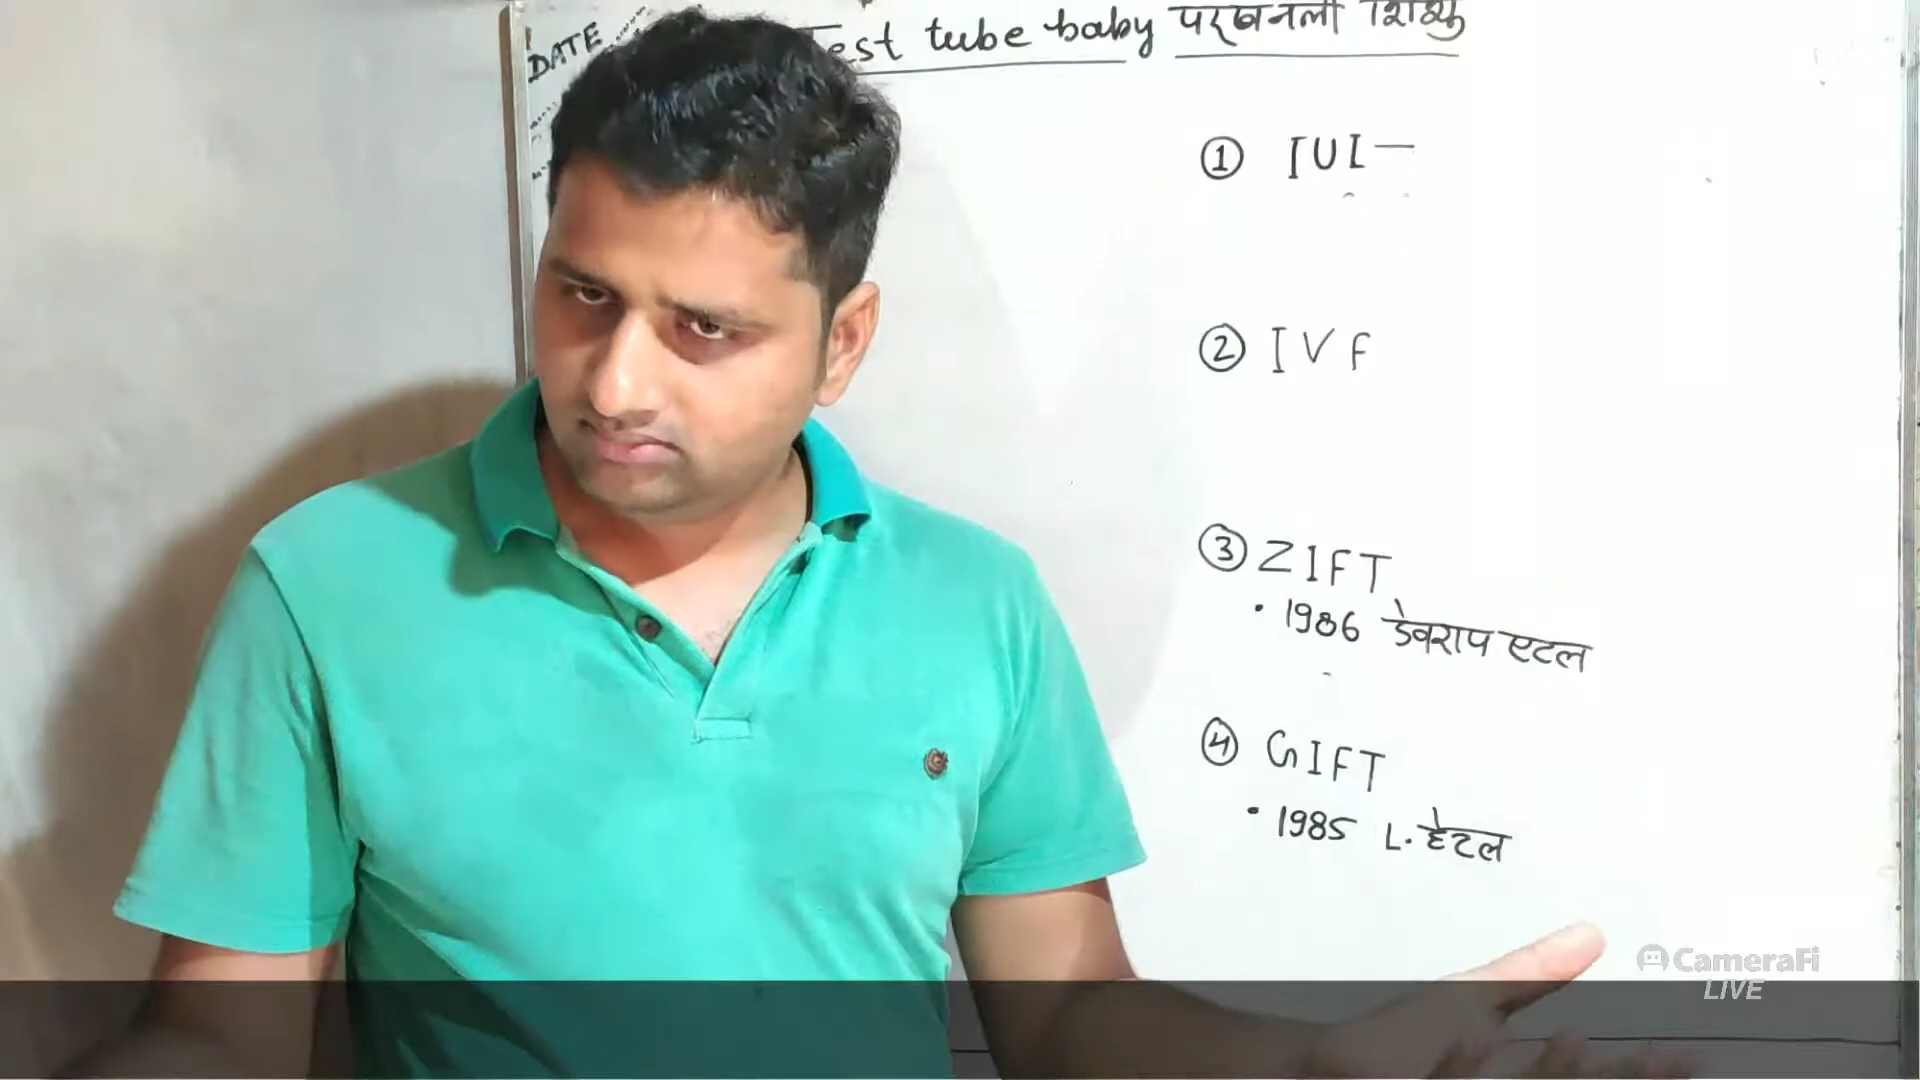 DATE
est tube baby परखनली शिशु
① IUI —
② IVF
③ ZIFT
• 1986 डेवराप एटल
④ GIFT
• 1985 L. हैटल
CameraFi
LIVE